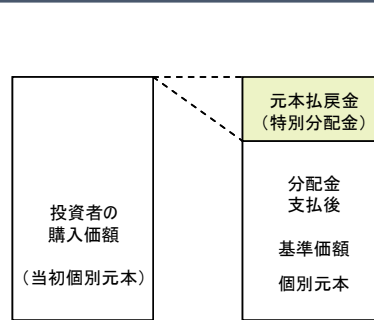 投資者の
購入価額
（当初個別元本）
元本払戻金
（特別分配金）
分配金
支払後
基準価額
個別元本